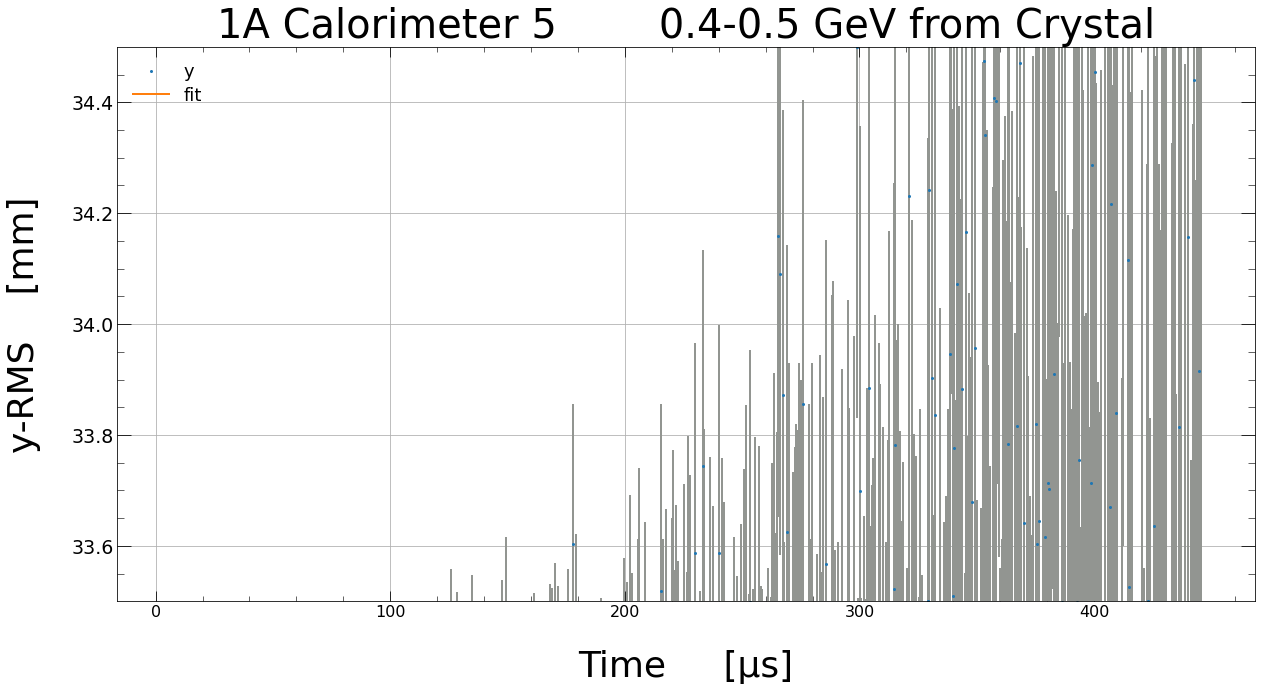 1A Calorimeter 5 0.4-0.5 GeV from Crystal
y
fit
34.4
34.2
34.0
33.8
33.6
y-RMS [mm]
0 100 200 300 400
Time [µs]